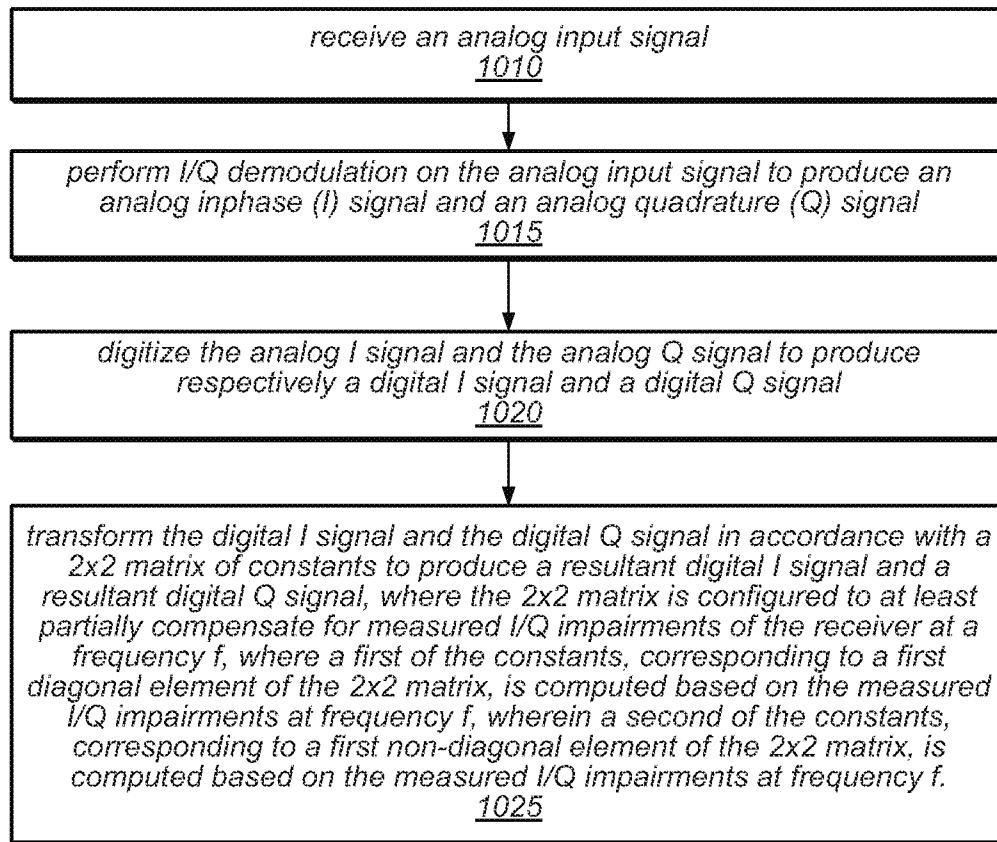 receive an analog input signal
1010
perform I/Q demodulation on the analog input signal to produce an
analog inphase (I) signal and an analog quadrature (Q) signal
1015
digitize the analog I signal and the analog Q signal to produce
respectively a digital I signal and a digital Q signal
1020
transform the digital I signal and the digital Q signal in accordance with a
2x2 matrix of constants to produce a resultant digital I signal and a
resultant digital Q signal, where the 2x2 matrix is configured to at least
partially compensate for measured I/Q impairments of the receiver at a
frequency f, where a first of the constants, corresponding to a first
diagonal element of the 2x2 matrix, is computed based on the measured
I/Q impairments at frequency f, wherein a second of the constants,
corresponding to a first non-diagonal element of the 2x2 matrix, is
computed based on the measured I/Q impairments at frequency f.
1025